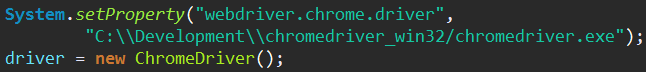 System.setProperty("webdriver.chrome.driver",
"C:\\Development\\chromedriver_win32/chromedriver.exe");
driver = new ChromeDriver();